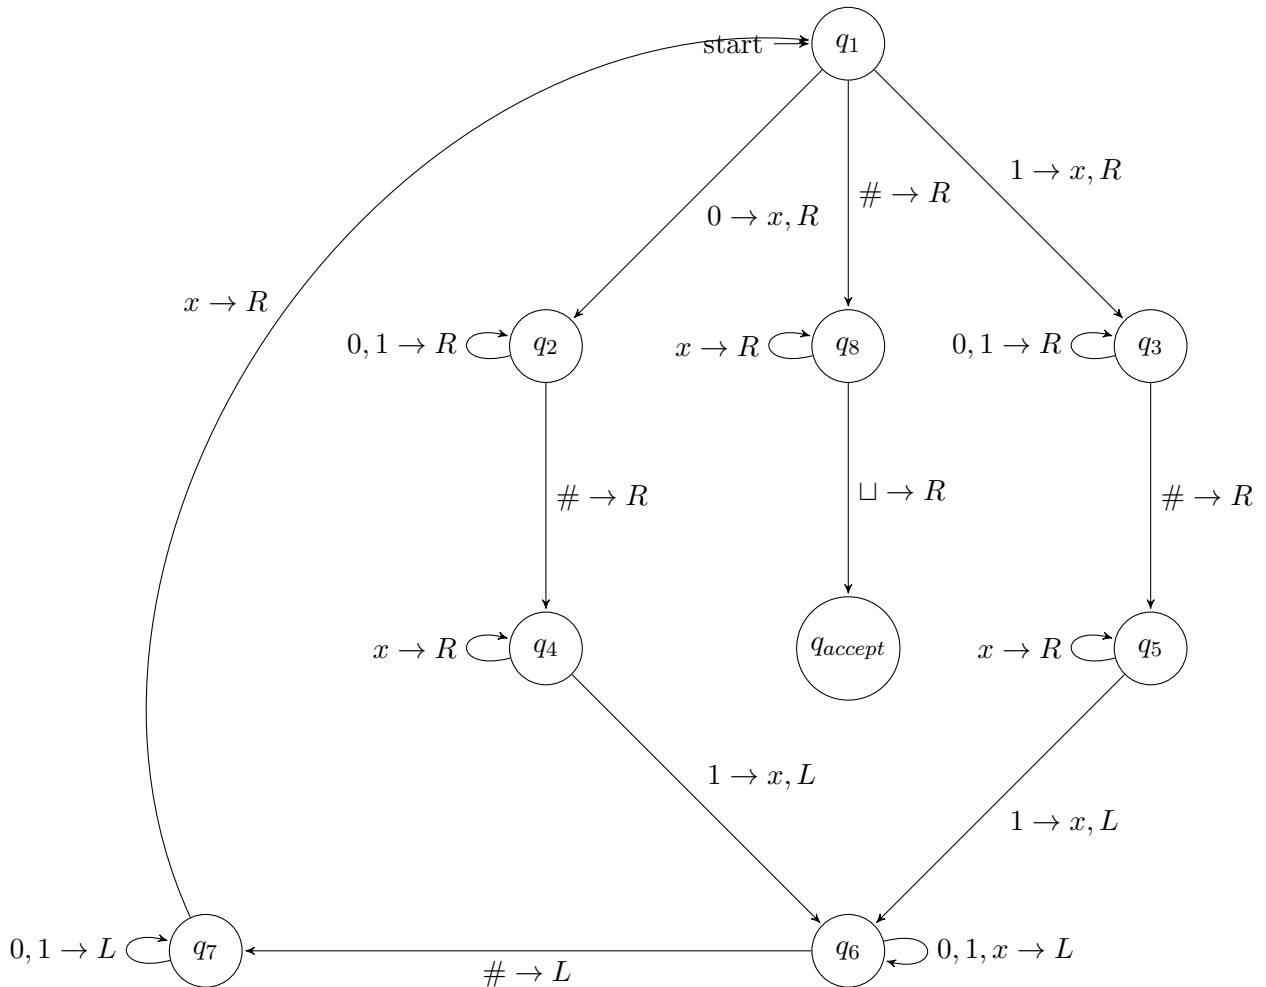 start
q1
1 → x, R
# → R
0 → x, R
x → R
0, 1 → R
q2
x → R
q8
0, 1 → R
q3
# → R
⊔ → R
# → R
x → R
q4
qaccept
x → R
q5
1 → x, L
1 → x, L
0, 1 → L
q7
# → L
q6
0, 1, x → L